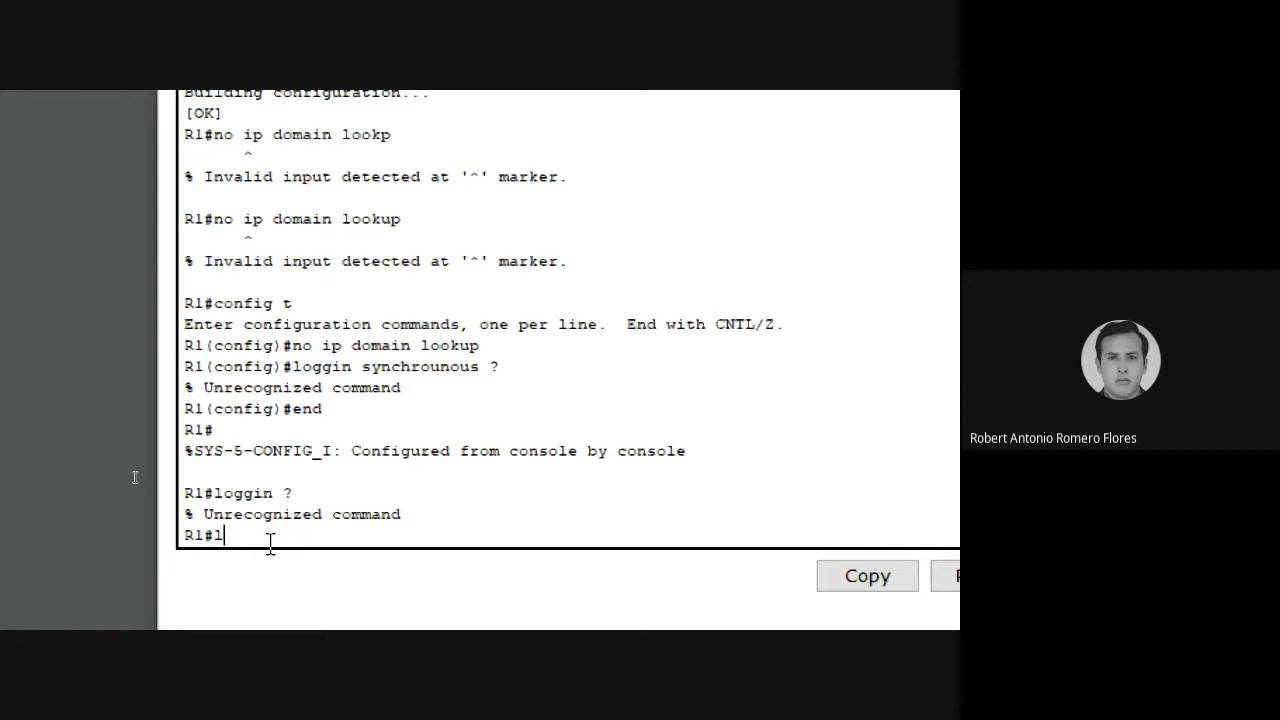 Building configuration...
[OK]
R1#no ip domain lookp
^
% Invalid input detected at '^' marker.
R1#no ip domain lookup
^
% Invalid input detected at '^' marker.
R1#config t
Enter configuration commands, one per line.  End with CNTL/Z.
R1(config)#no ip domain lookup
R1(config)#loggin synchrounous ?
% Unrecognized command
R1(config)#end
R1#
%SYS-5-CONFIG_I: Configured from console by console
R1#loggin ?
% Unrecognized command
R1#l
Copy
Robert Antonio Romero Flores